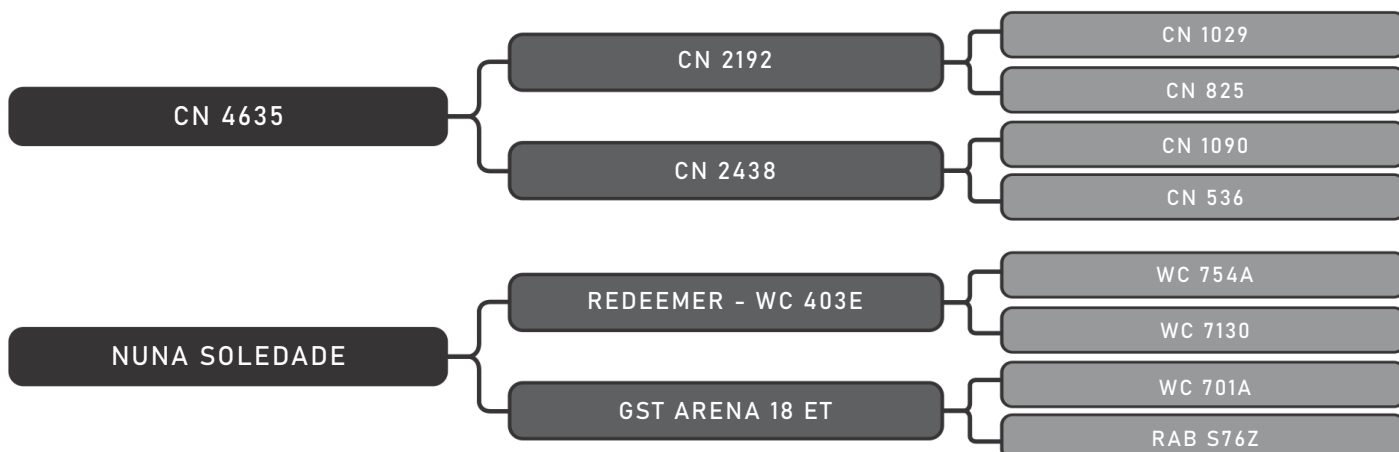 CN 4635
CN 2192
CN 1029
CN 825
CN 2438
CN 1090
CN 536
NUNA SOLEDADE
REDEEMER - WC 403E
WC 754A
WC 7130
GST ARENA 18 ET
WC 701A
RAB S76Z